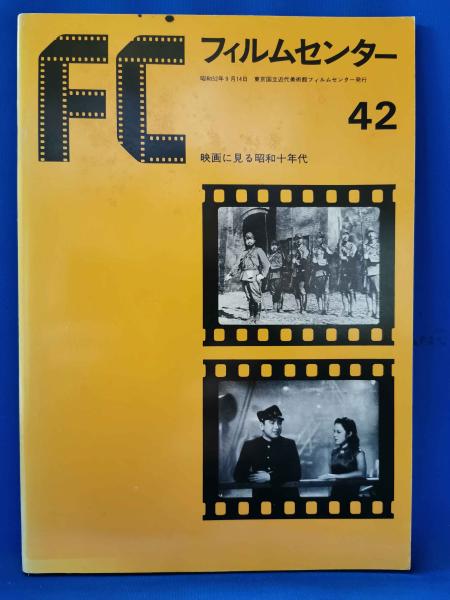 FC
フィルムセンター
昭和52年9月14日 東京国立近代美術館フィルムセンター発行
42
映画に見る昭和十年代